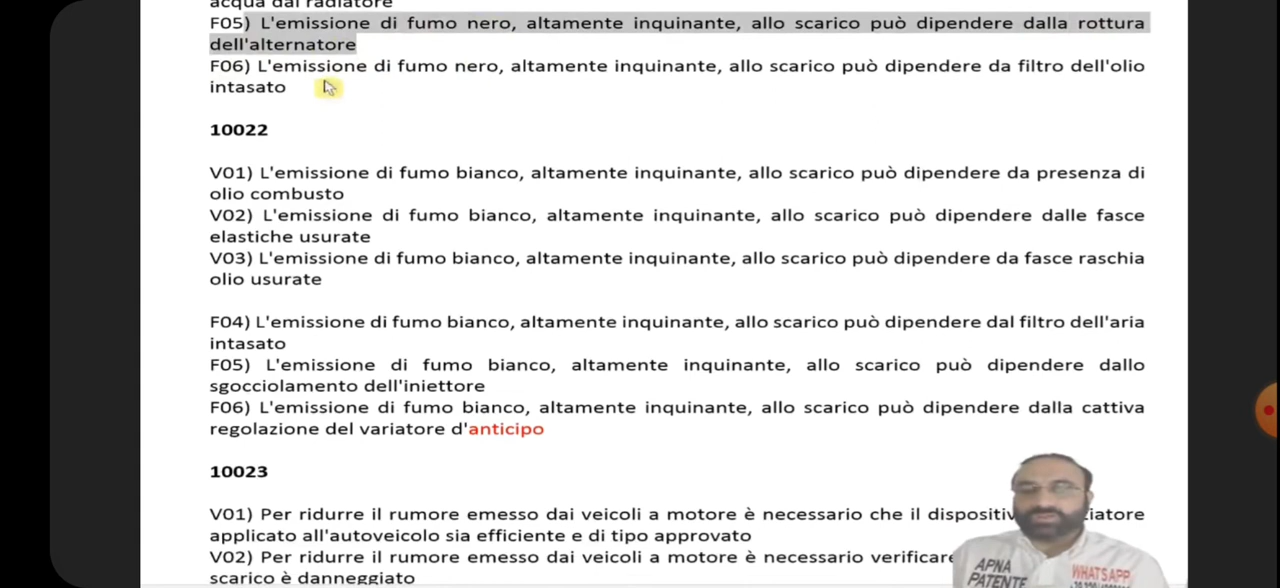 acqua dal radiatore
F05) L'emissione di fumo nero, altamente inquinante, allo scarico può dipendere dalla rottura
dell'alternatore
F06) L'emissione di fumo nero, altamente inquinante, allo scarico può dipendere da filtro dell'olio
intasato
10022
V01) L'emissione di fumo bianco, altamente inquinante, allo scarico può dipendere da presenza di
olio combusto
V02) L'emissione di fumo bianco, altamente inquinante, allo scarico può dipendere dalle fasce
elastiche usurate
V03) L'emissione di fumo bianco, altamente inquinante, allo scarico può dipendere da fasce raschia
olio usurate
F04) L'emissione di fumo bianco, altamente inquinante, allo scarico può dipendere dal filtro dell'aria
intasato
F05) L'emissione di fumo bianco, altamente inquinante, allo scarico può dipendere dallo
sgocciolamento dell'iniettore
F06) L'emissione di fumo bianco, altamente inquinante, allo scarico può dipendere dalla cattiva
regolazione del variatore d'anticipo
10023
V01) Per ridurre il rumore emesso dai veicoli a motore è necessario che il dispositiv ziatore
applicato all'autoveicolo sia efficiente e di tipo approvato
V02) Per ridurre il rumore emesso dai veicoli a motore è necessario verificare
scarico è danneggiato
APNA
PATENTE
WHATSAPP